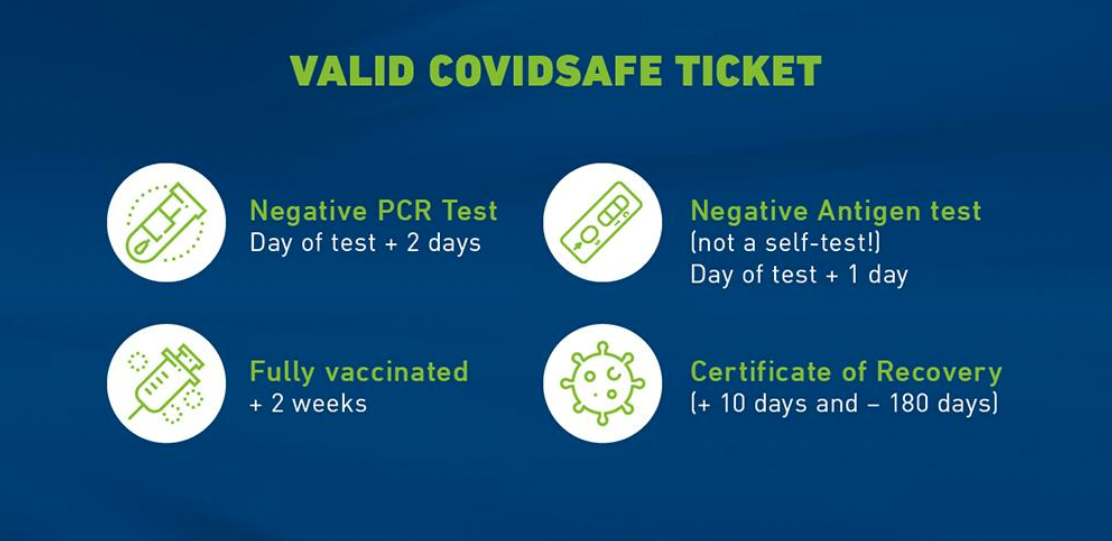 VALID COVIDSAFE TICKET
Negative PCR Test
Day of test + 2 days
Negative Antigen test
(not a self-test!)
Day of test + 1 day
Fully vaccinated
+ 2 weeks
Certificate of Recovery
(+ 10 days and – 180 days)